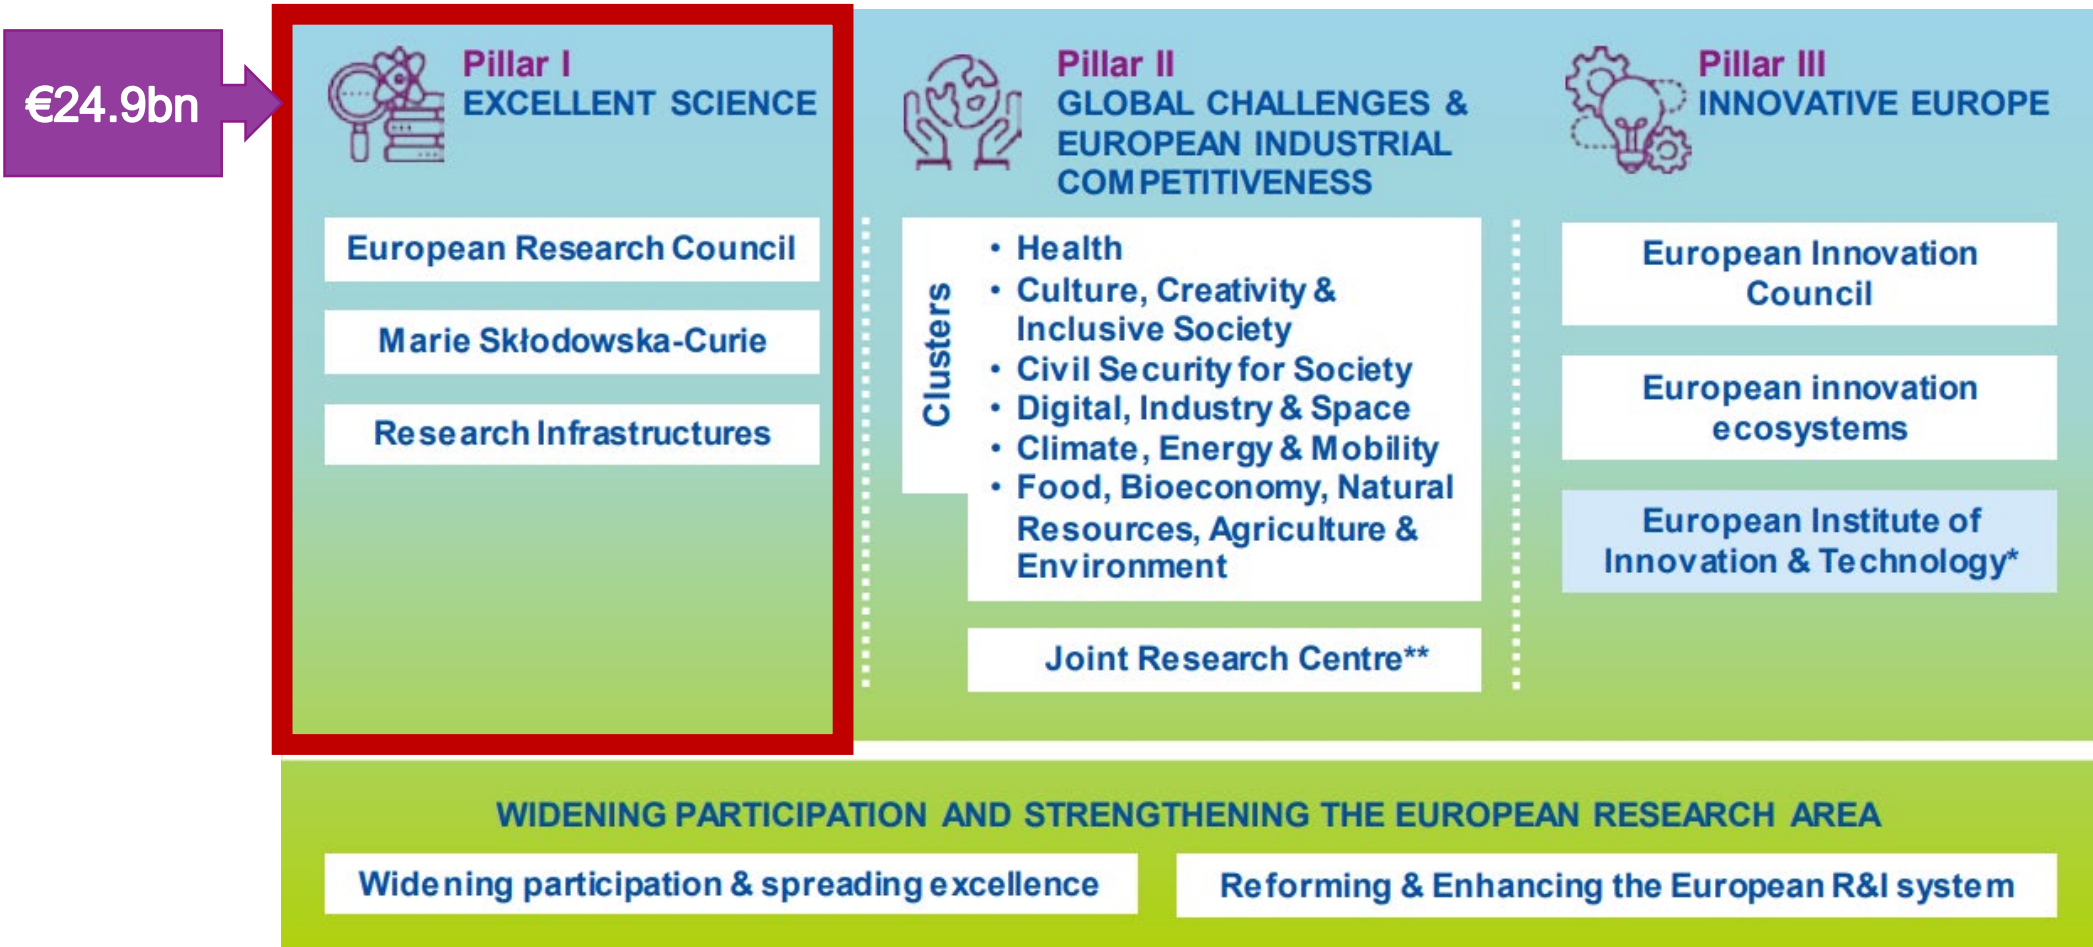 €24.9bn
Pillar I
EXCELLENT SCIENCE
European Research Council
Marie Skłodowska-Curie
Research Infrastructures
Pillar II
GLOBAL CHALLENGES &
EUROPEAN INDUSTRIAL
COMPETITIVENESS
Clusters
• Health
• Culture, Creativity &
Inclusive Society
• Civil Security for Society
• Digital, Industry & Space
• Climate, Energy & Mobility
• Food, Bioeconomy, Natural
Resources, Agriculture &
Environment
Joint Research Centre**
Pillar III
INNOVATIVE EUROPE
European Innovation
Council
European innovation
ecosystems
European Institute of
Innovation & Technology*
WIDENING PARTICIPATION AND STRENGTHENING THE EUROPEAN RESEARCH AREA
Widening participation & spreading excellence
Reforming & Enhancing the European R&I system